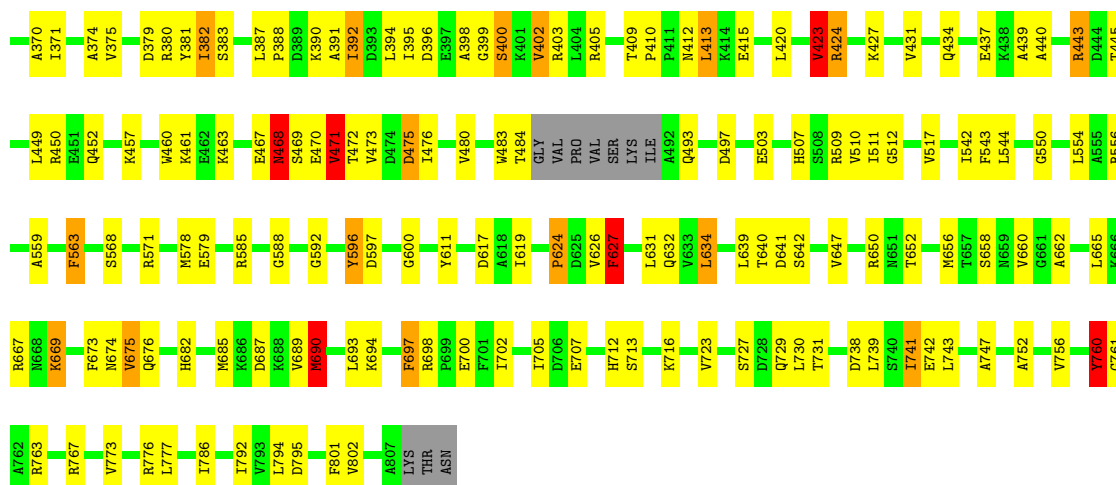 A370 I371 A374 V375 D379 R380 Y381 I382 S383 L387 P388 D389 K390 A391 I392 D393 L394 I395 D396 E397 A398 G399 S400 K401 V402 R403 L404 R405 T409 P410 P411 N412 L413 K414 E415 L420 V423 R424 K427 V431 Q434 E437 K438 A439 A440 R443 D444 T445
L449 R450 E451 Q452 K457 W460 K461 E462 K463 E467 N468 S469 E470 V471 T472 V473 D474 D475 I476 V480 W483 T484 GLY VAL PRO VAL SER LYS ILE A492 Q493 D497 E503 H507 S508 R509 V510 I511 G512 V517 I542 F543 L544 G550 L554 A555 R556
A559 F563 S568 R571 M578 E579 R585 G588 G592 Y596 D597 G600 Y611 D617 A618 I619 P624 D625 V626 F627 L631 Q632 V633 L634 L639 T640 D641 S642 V647 R650 N651 T652 M656 T657 S658 N659 V660 G661 A662 L665 K666
R667 N668 K669 F673 N674 V675 Q676 H682 M685 K686 D687 K688 V689 M690 L693 K694 F697 R698 P699 E700 F701 I702 I705 D706 E707 H712 S713 K716 V723 S727 D728 Q729 L730 T731 D738 L739 S740 I741 E742 L743 A747 A752 V756 Y760 G761
A762 R763 R767 V773 R776 L777 I786 I792 V793 L794 D795 F801 V802 A807 LYS THR ASN